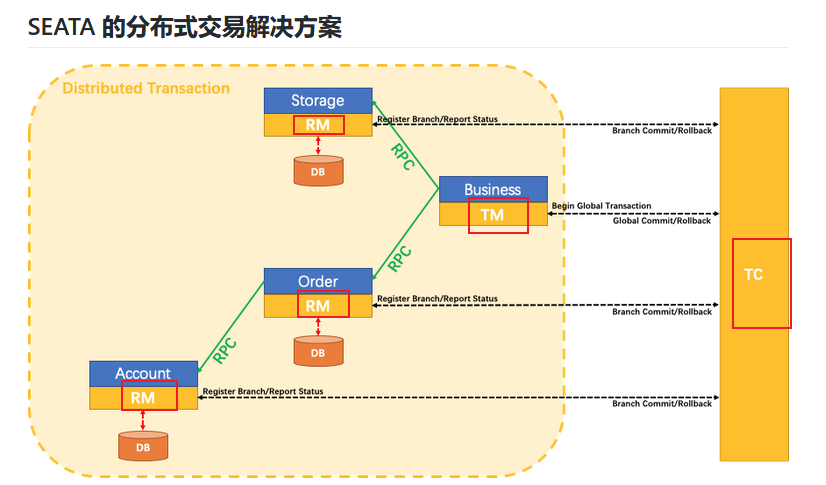 SEATA 的分布式交易解决方案
Distributed Transaction
Storage
RM
DB
Register Branch/Report Status
Branch Commit/Rollback
RPC
Business
TM
Begin Global Transaction
Global Commit/Rollback
RPC
TC
Order
RM
DB
Register Branch/Report Status
Branch Commit/Rollback
RPC
Account
RM
DB
Register Branch/Report Status
Branch Commit/Rollback